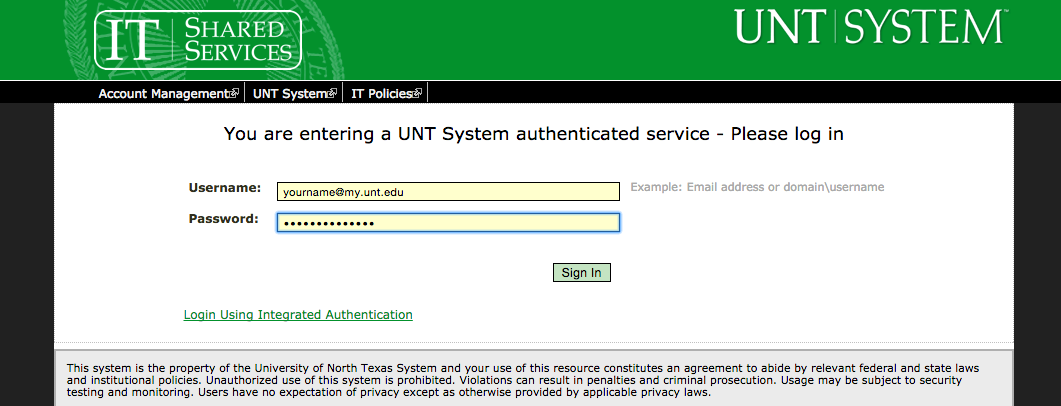 IT SHARED SERVICES
UNT SYSTEM™
Account Management UNT System IT Policies
You are entering a UNT System authenticated service - Please log in
Username: yourname@my.unt.edu Example: Email address or domain\username
Password: ••••••••••••••
Sign In
Login Using Integrated Authentication
This system is the property of the University of North Texas System and your use of this resource constitutes an agreement to abide by relevant federal and state laws
and institutional policies. Unauthorized use of this system is prohibited. Violations can result in penalties and criminal prosecution. Usage may be subject to security
testing and monitoring. Users have no expectation of privacy except as otherwise provided by applicable privacy laws.